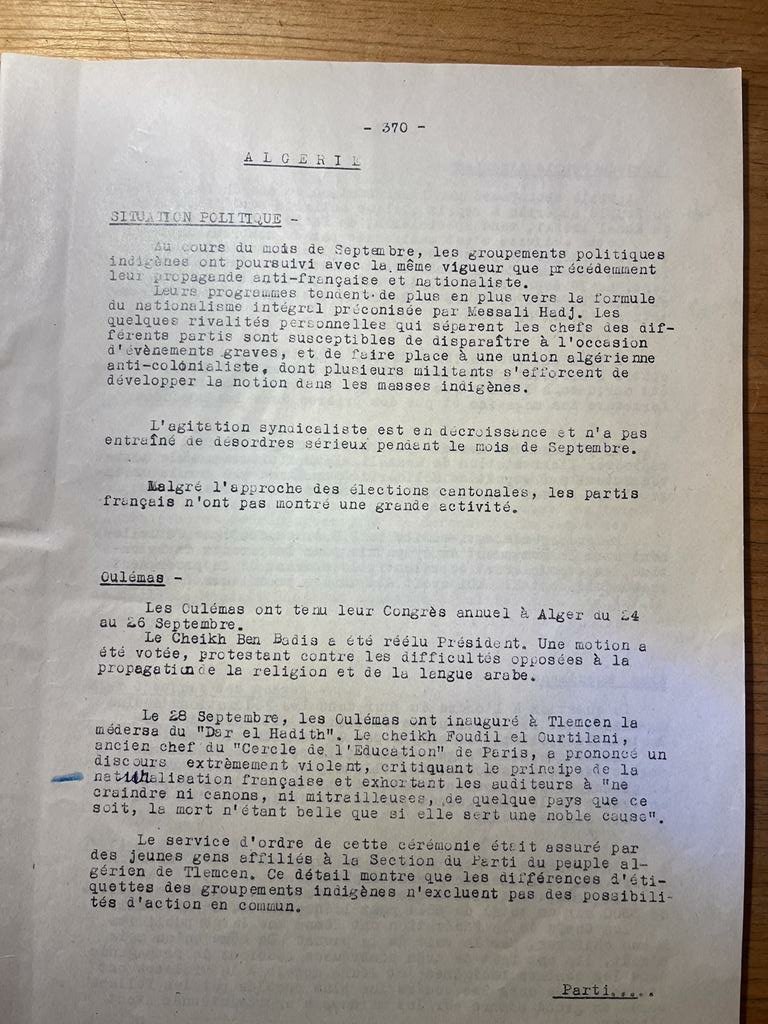 - 370 -
ALGERIE
SITUATION POLITIQUE -
Au cours du mois de Septembre, les groupements politiques
indigènes ont poursuivi avec la même vigueur que précédemment
leur propagande anti-française et nationaliste.
Leurs programmes tendent de plus en plus vers la formule
du nationalisme intégral préconisée par Messali Hadj. Les
quelques rivalités personnelles qui séparent les chefs des dif-
férents partis sont susceptibles de disparaître à l'occasion
d'évènements graves, et de faire place à une union algérienne
anti-colonialiste, dont plusieurs militants s'efforcent de
développer la notion dans les masses indigènes.
L'agitation syndicaliste est en décroissance et n'a pas
entraîné de désordres sérieux pendant le mois de Septembre.
Malgré l'approche des élections cantonales, les partis
français n'ont pas montré une grande activité.
Oulémas -
Les Oulémas ont tenu leur Congrès annuel à Alger du 24
au 26 Septembre.
Le Cheikh Ben Badis a été réélu Président. Une motion a
été votée, protestant contre les difficultés opposées à la
propagation de la religion et de la langue arabe.
Le 28 Septembre, les Oulémas ont inauguré à Tlemcen la
médersa du "Dar el Hadith". Le cheikh Foudil el Ourtilani,
ancien chef du "Cercle de l'Education" de Paris, a prononcé un
discours extrèmement violent, critiquant le principe de la
naturalisation française et exhortant les auditeurs à "ne
craindre ni canons, ni mitrailleuses, de quelque pays que ce
soit, la mort n'étant belle que si elle sert une noble cause".
Le service d'ordre de cette cérémonie était assuré par
des jeunes gens affiliés à la Section du Parti du peuple al-
gérien de Tlemcen. Ce détail montre que les différences d'éti-
quettes des groupements indigènes n'excluent pas des possibili-
tés d'action en commun.
Parti.....